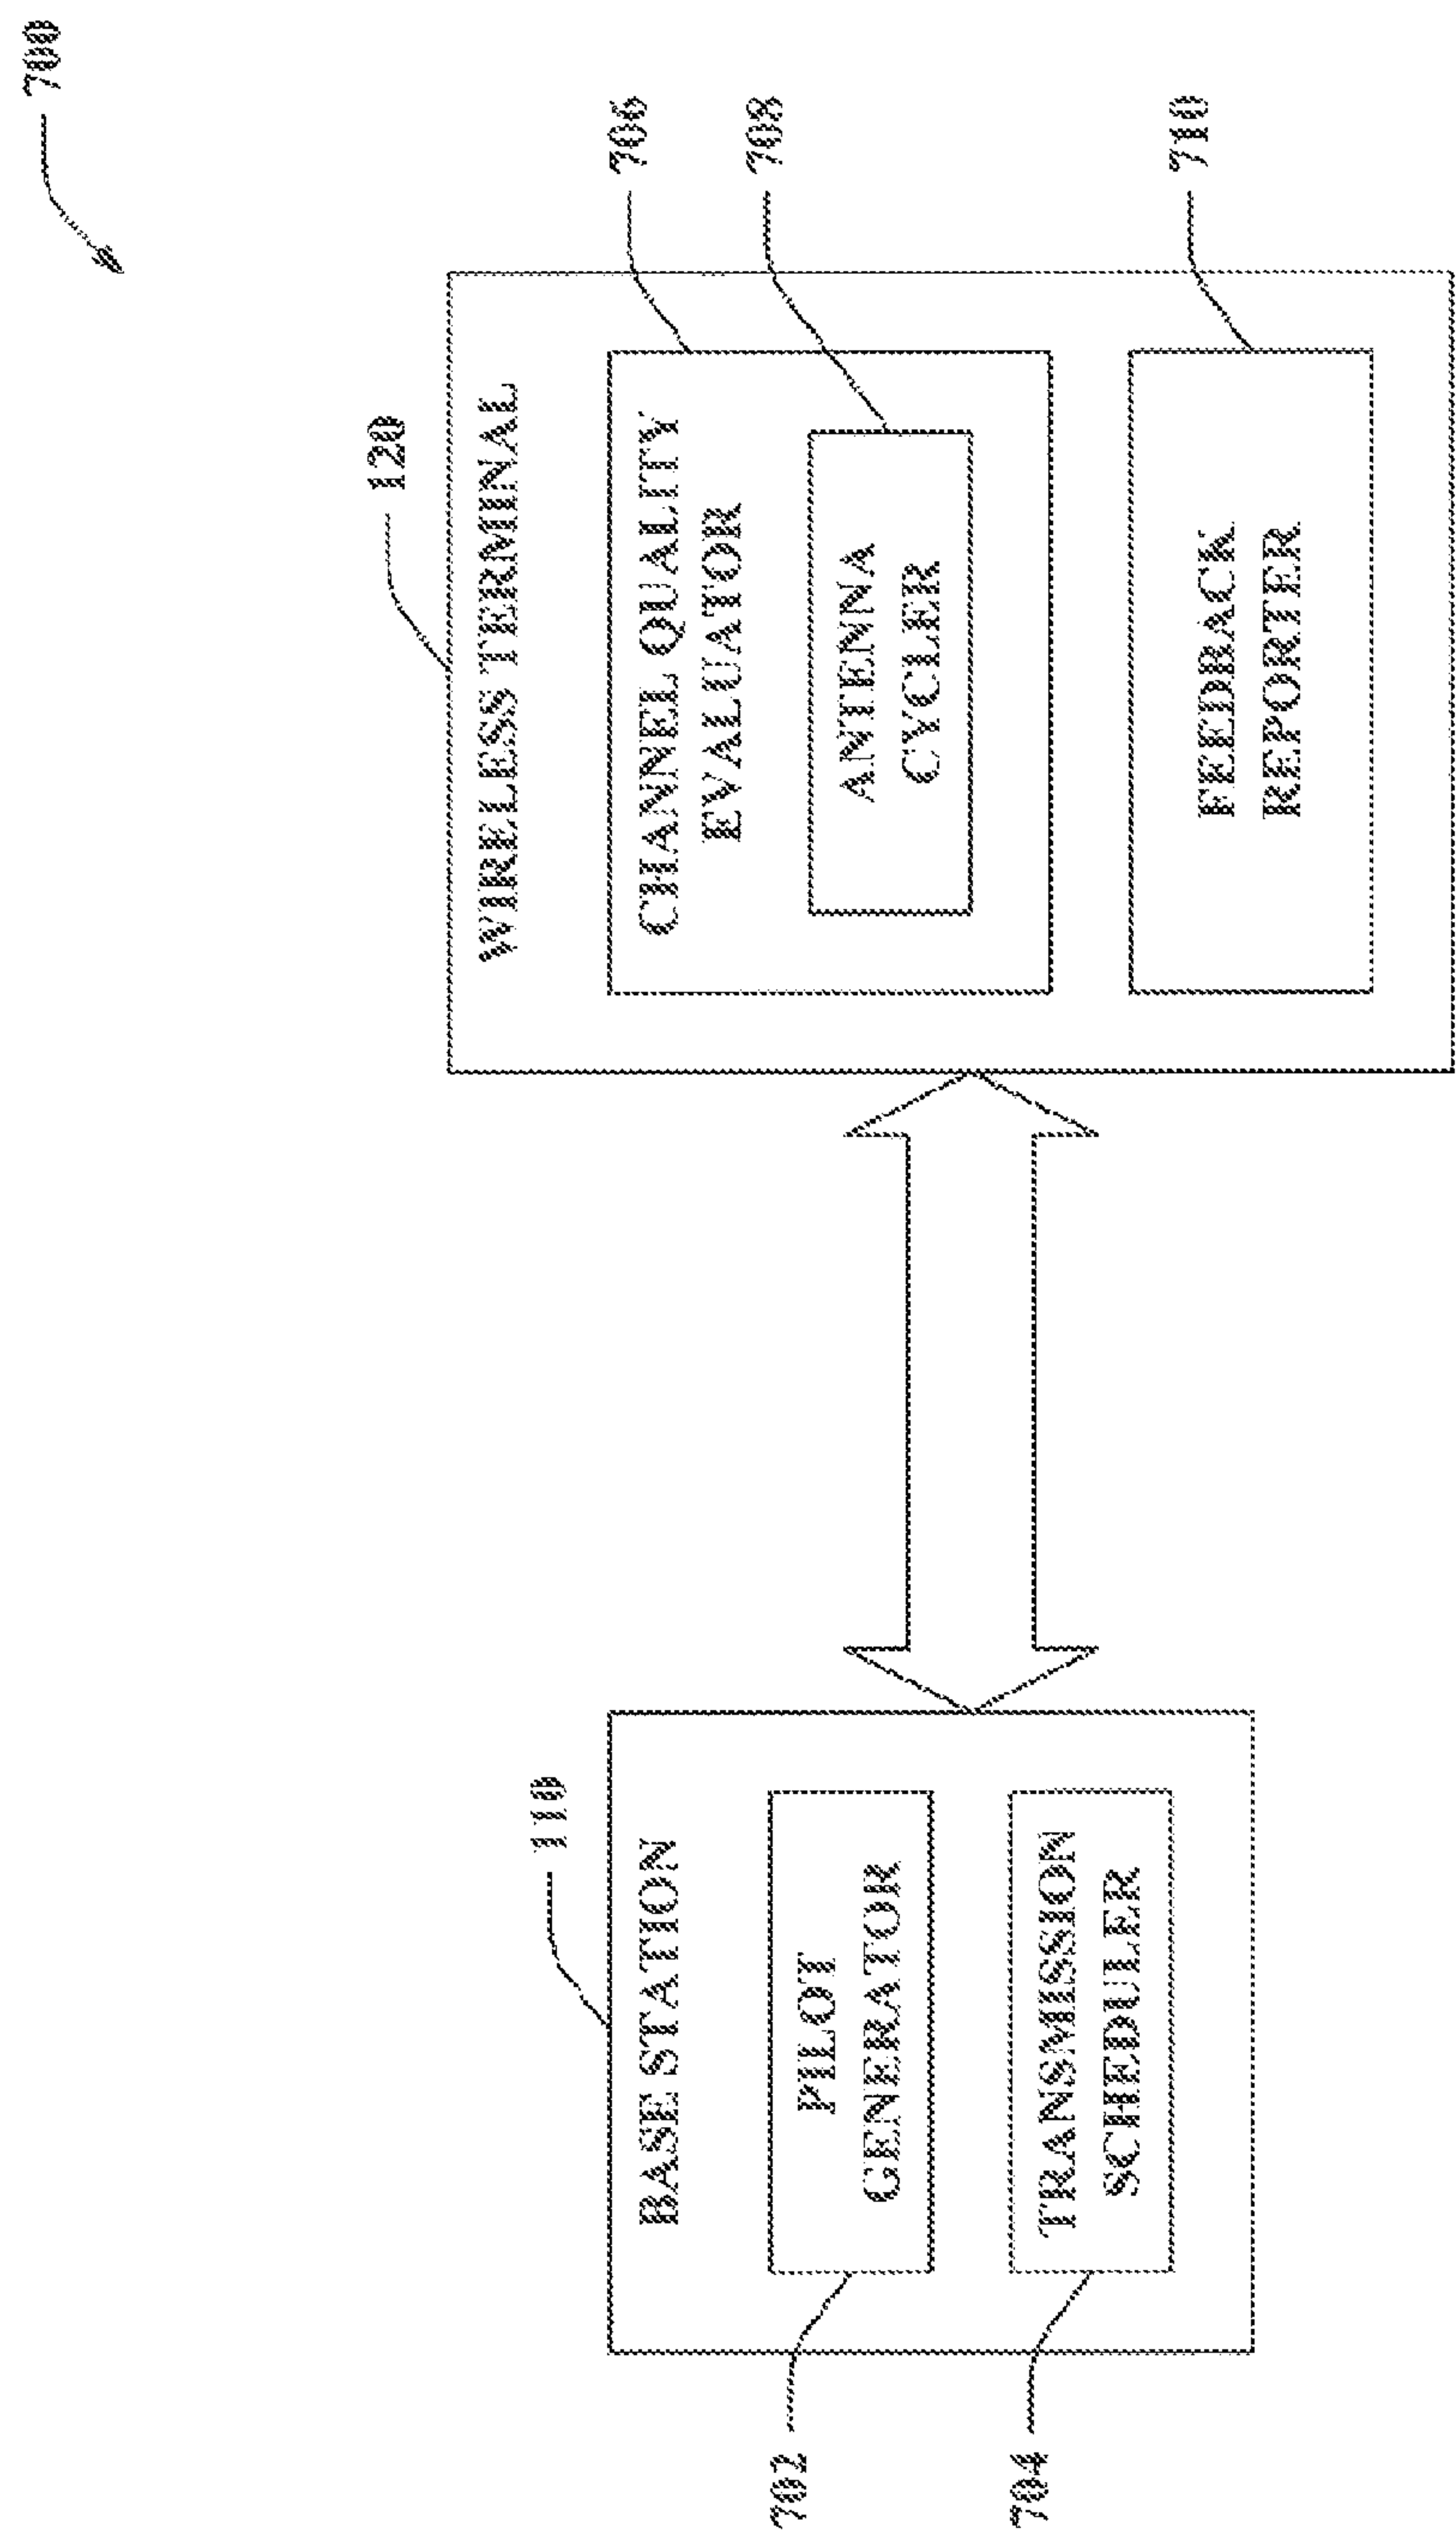 700
120
WIRELESS TERMINAL
CHANNEL QUALITY
EVALUATOR
706
ANTENNA
CYCLER
708
FEEDBACK
REPORTER
710
110
BASE STATION
PILOT
GENERATOR
702
TRANSMISSION
SCHEDULER
704